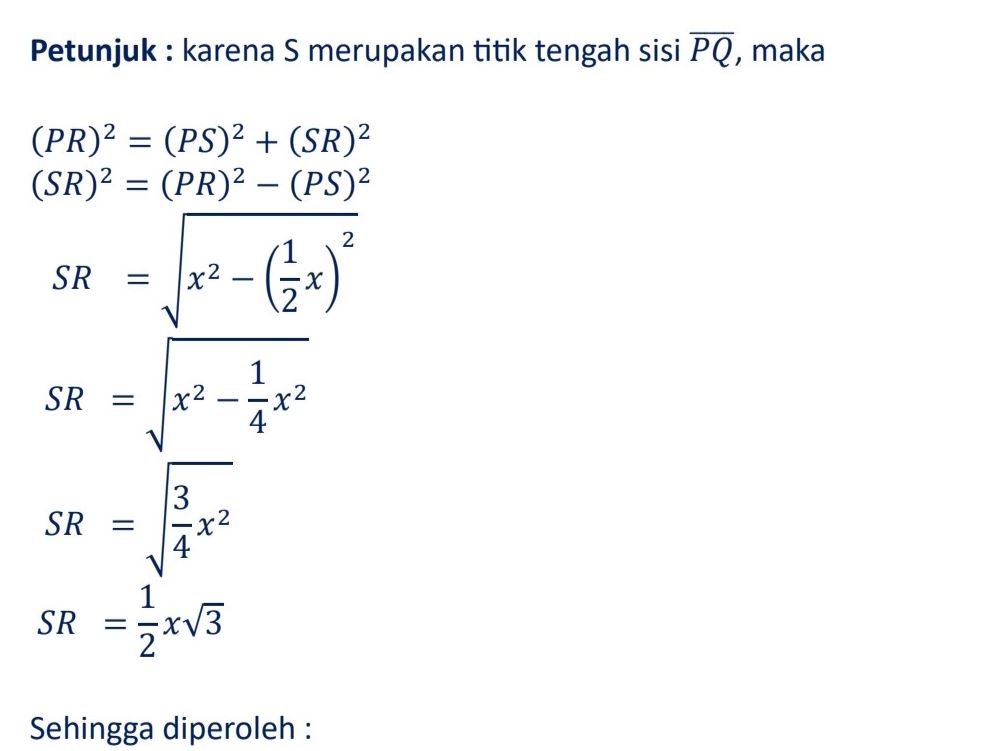 Petunjuk : karena S merupakan titik tengah sisi $\overline{PQ}$, maka
$(PR)^2 = (PS)^2 + (SR)^2$
$(SR)^2 = (PR)^2 - (PS)^2$
$SR = \sqrt{x^2 - \left(\frac{1}{2}x\right)^2}$
$SR = \sqrt{x^2 - \frac{1}{4}x^2}$
$SR = \sqrt{\frac{3}{4}x^2}$
$SR = \frac{1}{2}x\sqrt{3}$
Sehingga diperoleh :